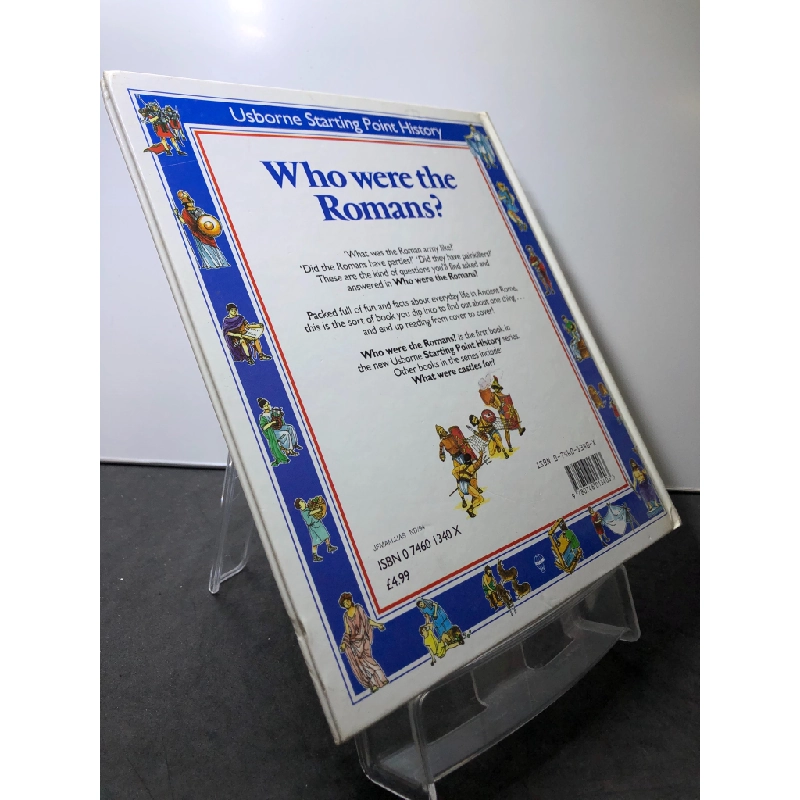 Usborne Starting Point History
Who were the
Romans?
'What was the Roman army like?'
'Did the Romans have parties?' 'Did they have painkillers?'
These are the kind of questions you'll find asked and
answered in Who were the Romans?
Packed full of fun and facts about everyday life in Ancient Rome,
this is the sort of book you dip into to find out about one thing...
and end up reading from cover to cover!
Who were the Romans? is the first book in
the new Usborne Starting Point History series.
Other books in the series include:
What were castles for?
ISBN 0-7460-1340-X
ISBN 0 7460 1340 X
£4.99